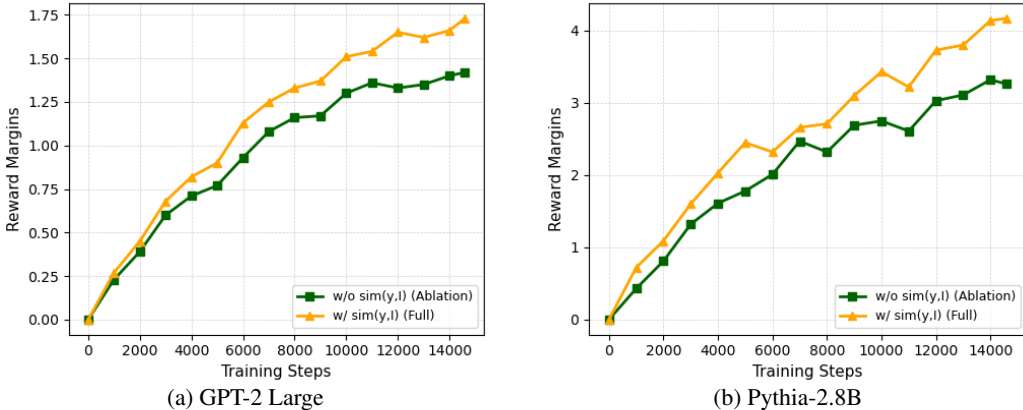 1.75
1.50
1.25
1.00
0.75
0.50
0.25
0.00
Reward Margins
w/o sim(y,I) (Ablation)
w/ sim(y,I) (Full)
0 2000 4000 6000 8000 10000 12000 14000
Training Steps
(a) GPT-2 Large
4
3
2
1
0
Reward Margins
w/o sim(y,I) (Ablation)
w/ sim(y,I) (Full)
0 2000 4000 6000 8000 10000 12000 14000
Training Steps
(b) Pythia-2.8B